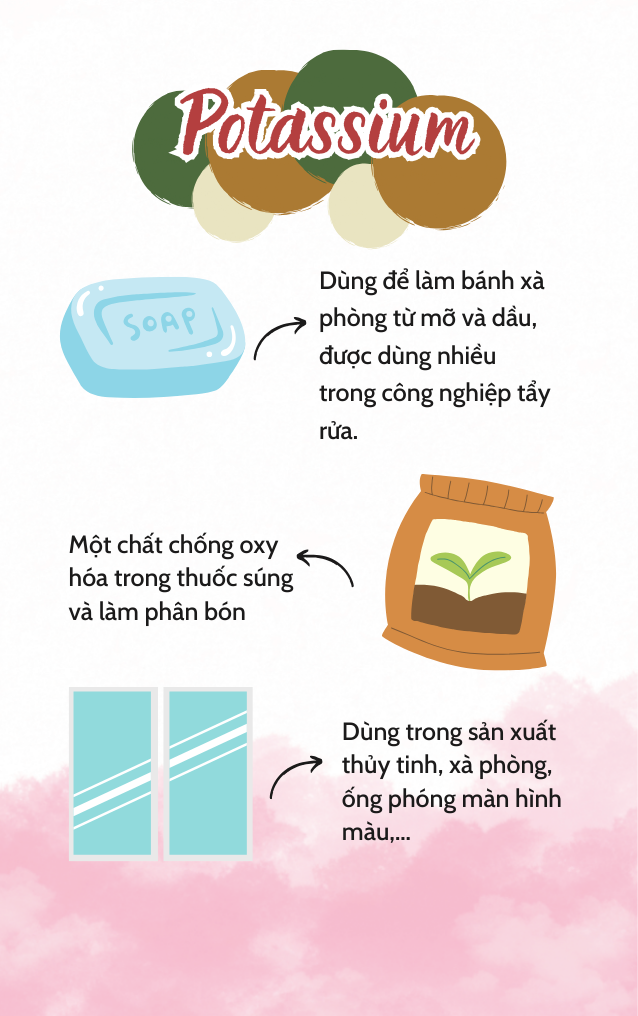 Potassium
SOAP
Dùng để làm bánh xà
phòng từ mỡ và dầu,
được dùng nhiều
trong công nghiệp tẩy
rửa.
Một chất chống oxy
hóa trong thuốc súng
và làm phân bón
Dùng trong sản xuất
thủy tinh, xà phòng,
ống phóng màn hình
màu,...